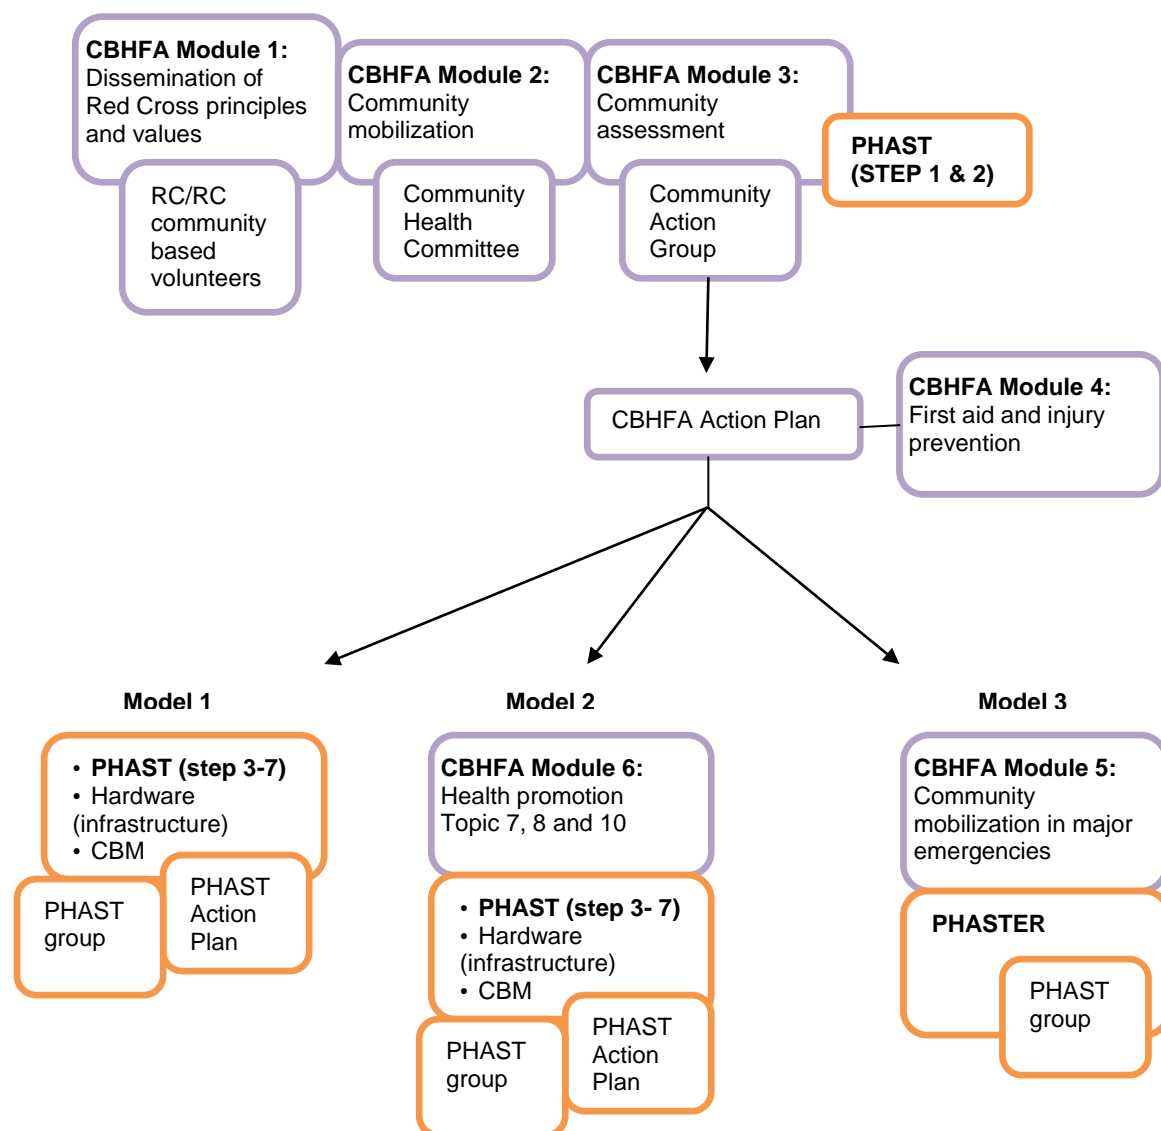 CBHFA Module 1:
Dissemination of
Red Cross principles
and values
RC/RC
community
based
volunteers
CBHFA Module 2:
Community
mobilization
Community
Health
Committee
CBHFA Module 3:
Community
assessment
Community
Action
Group
PHAST
(STEP 1 & 2)
CBHFA Action Plan
CBHFA Module 4:
First aid and injury
prevention
Model 1
• PHAST (step 3-7)
• Hardware
(infrastructure)
• CBM
PHAST
group
PHAST
Action
Plan
Model 2
CBHFA Module 6:
Health promotion
Topic 7, 8 and 10
• PHAST (step 3- 7)
• Hardware
(infrastructure)
• CBM
PHAST
group
PHAST
Action
Plan
Model 3
CBHFA Module 5:
Community
mobilization in major
emergencies
PHASTER
PHAST
group